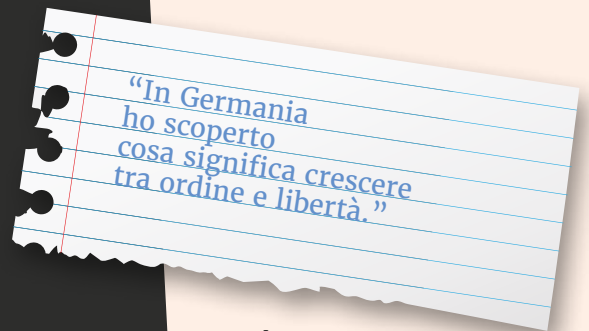 “In Germania
ho scoperto
cosa significa crescere
tra ordine e libertà.”